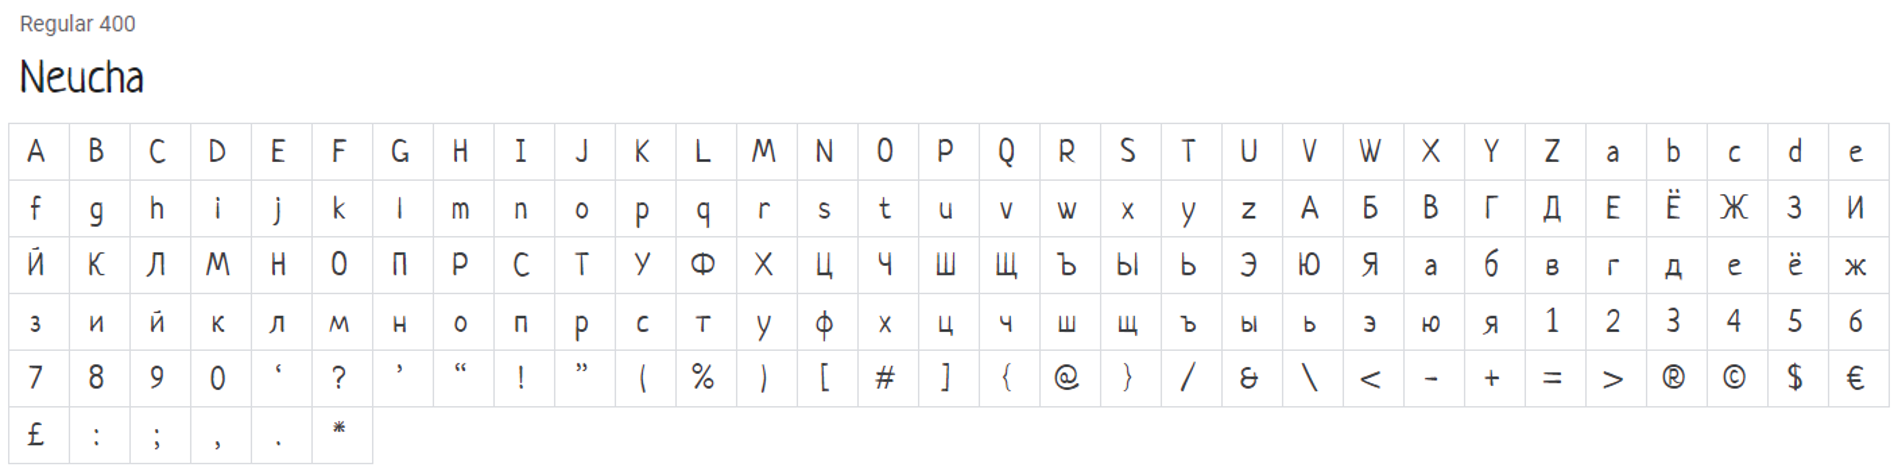 Regular 400
Neucha
A B C D E F G H I J K L M N O P Q R S T U V W X Y Z a b c d e
f g h i j k l m n o p q r s t u v w x y z А Б В Г Д Е Ё Ж З И
Й К Л М Н О П Р С Т У Ф Х Ц Ч Ш Щ Ъ Ы Ь Э Ю Я а б в г д е ё ж
з и й к л м н о п р с т у ф х ц ч ш щ ъ ы ь э ю я 1 2 3 4 5 6
7 8 9 0 ‘ ? ’ “ ! ” ( % ) [ # ] { @ } / & \ < - + = > ® © $ €
£ : ; , . *